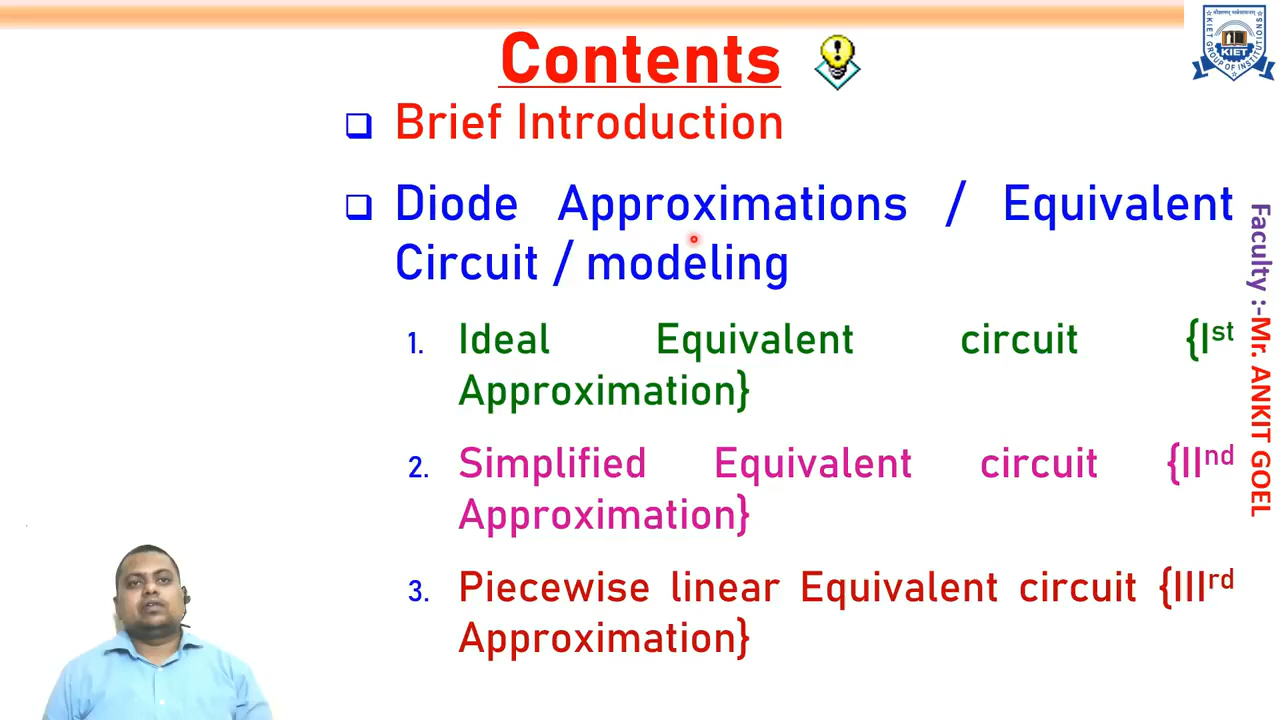 Contents
Brief Introduction
Diode Approximations / Equivalent
Circuit / modeling
1. Ideal Equivalent circuit {Ist
Approximation}
2. Simplified Equivalent circuit {IInd
Approximation}
3. Piecewise linear Equivalent circuit {IIIrd
Approximation}
Faculty :-Mr. ANKIT GOEL
KIET
KIET GROUP OF INSTITUTIONS